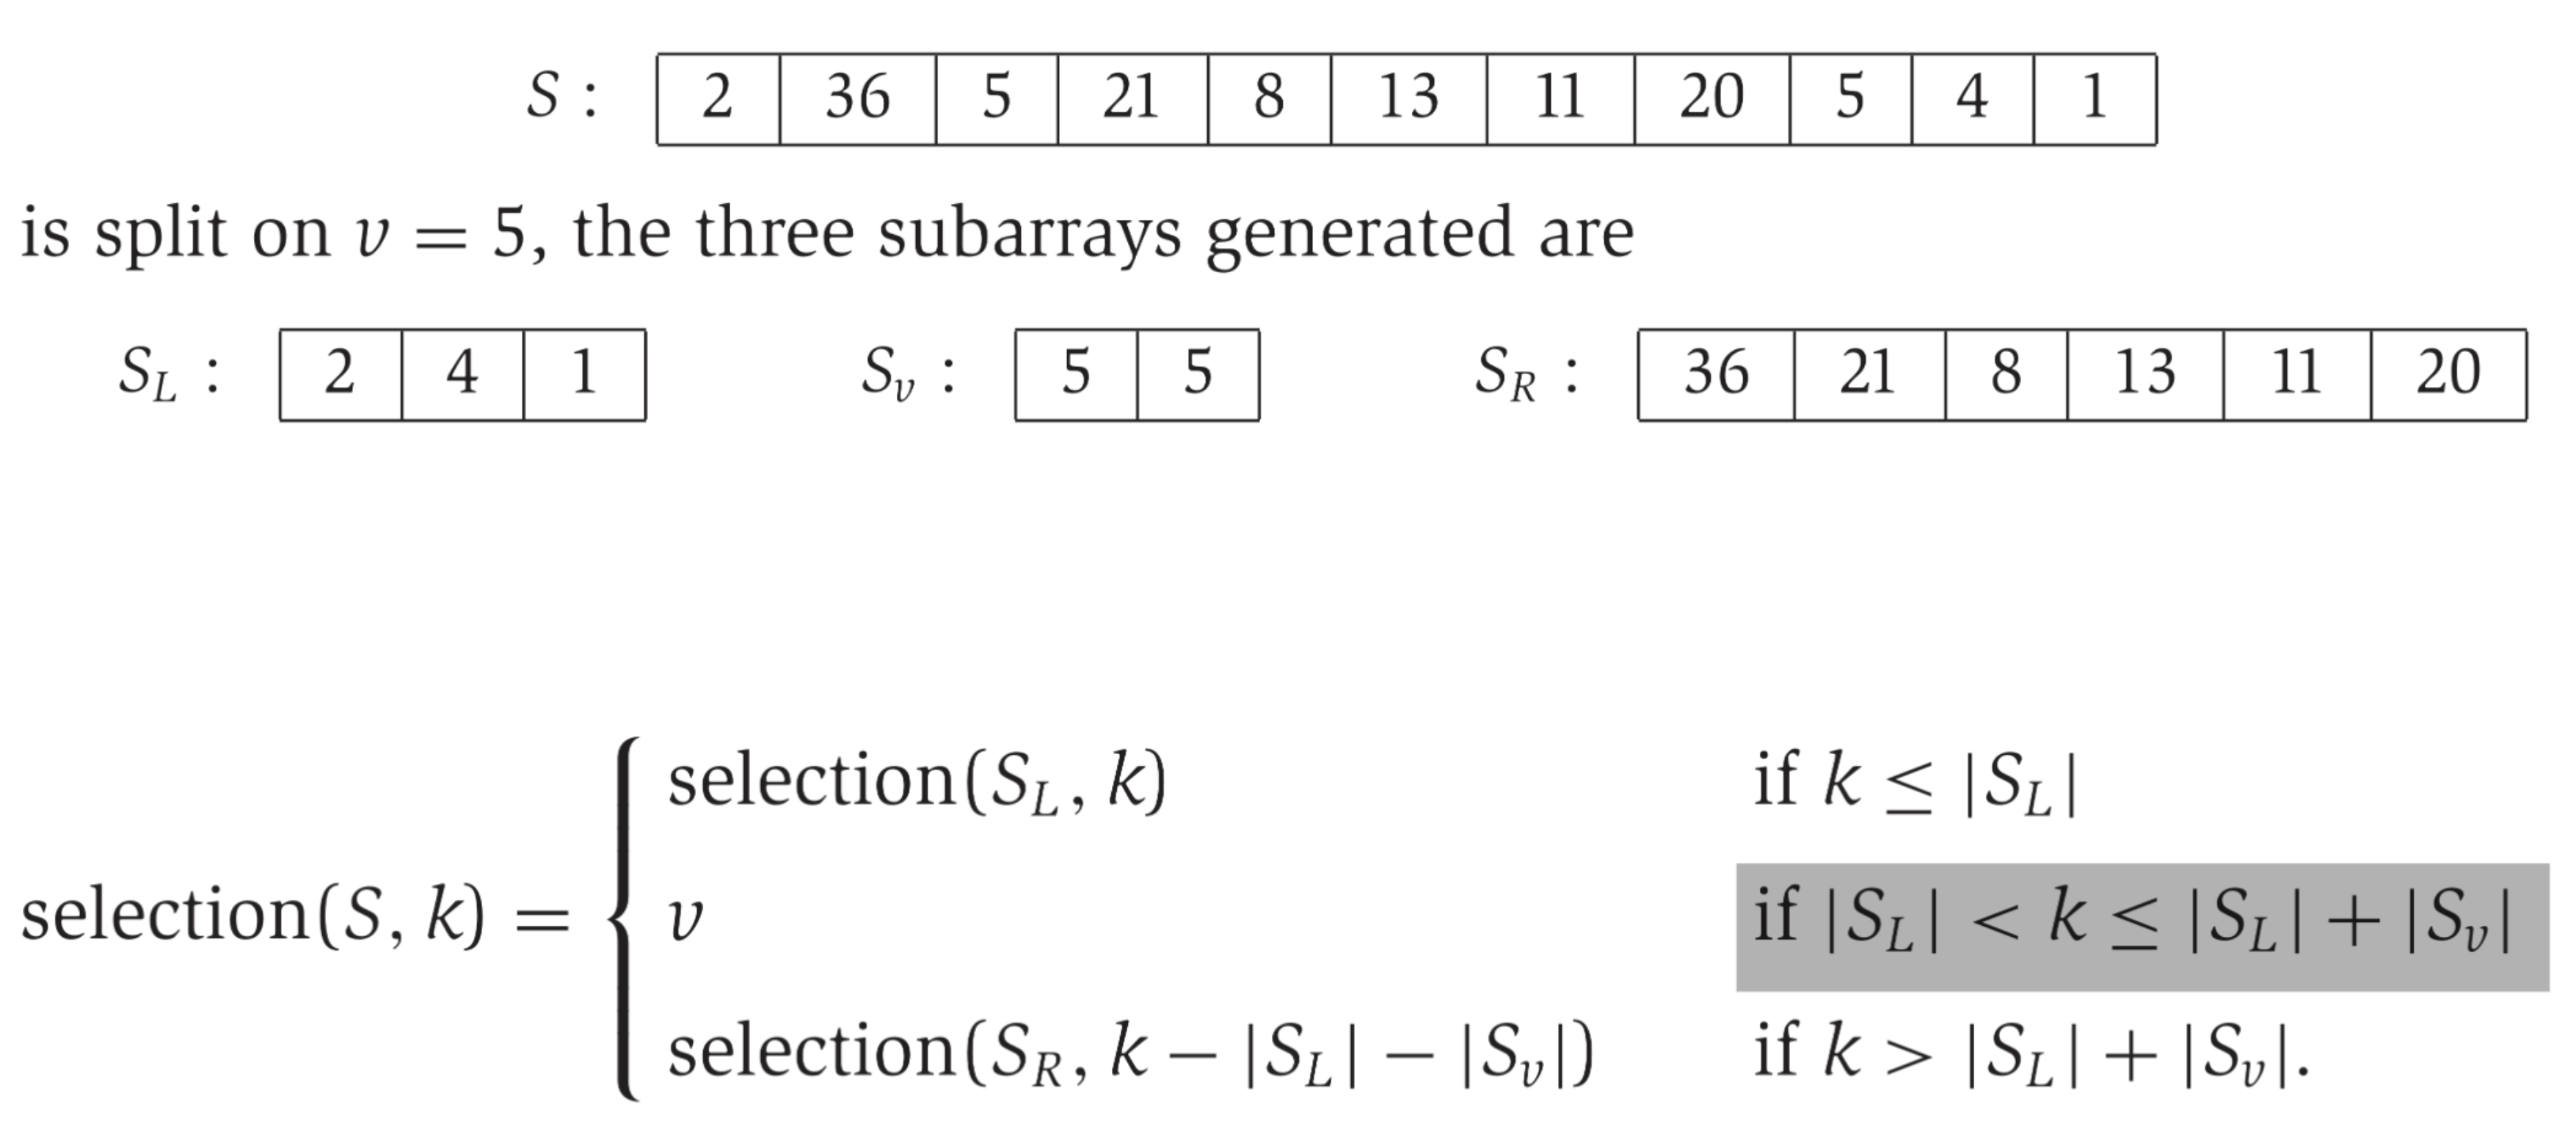 S : 2 36 5 21 8 13 11 20 5 4 1
is split on v = 5, the three subarrays generated are
S_L : 2 4 1 S_v : 5 5 S_R : 36 21 8 13 11 20
selection(S_L, k) if k ≤ |S_L|
selection(S, k) = { v if |S_L| < k ≤ |S_L| + |S_v|
selection(S_R, k − |S_L| − |S_v|) if k > |S_L| + |S_v|.